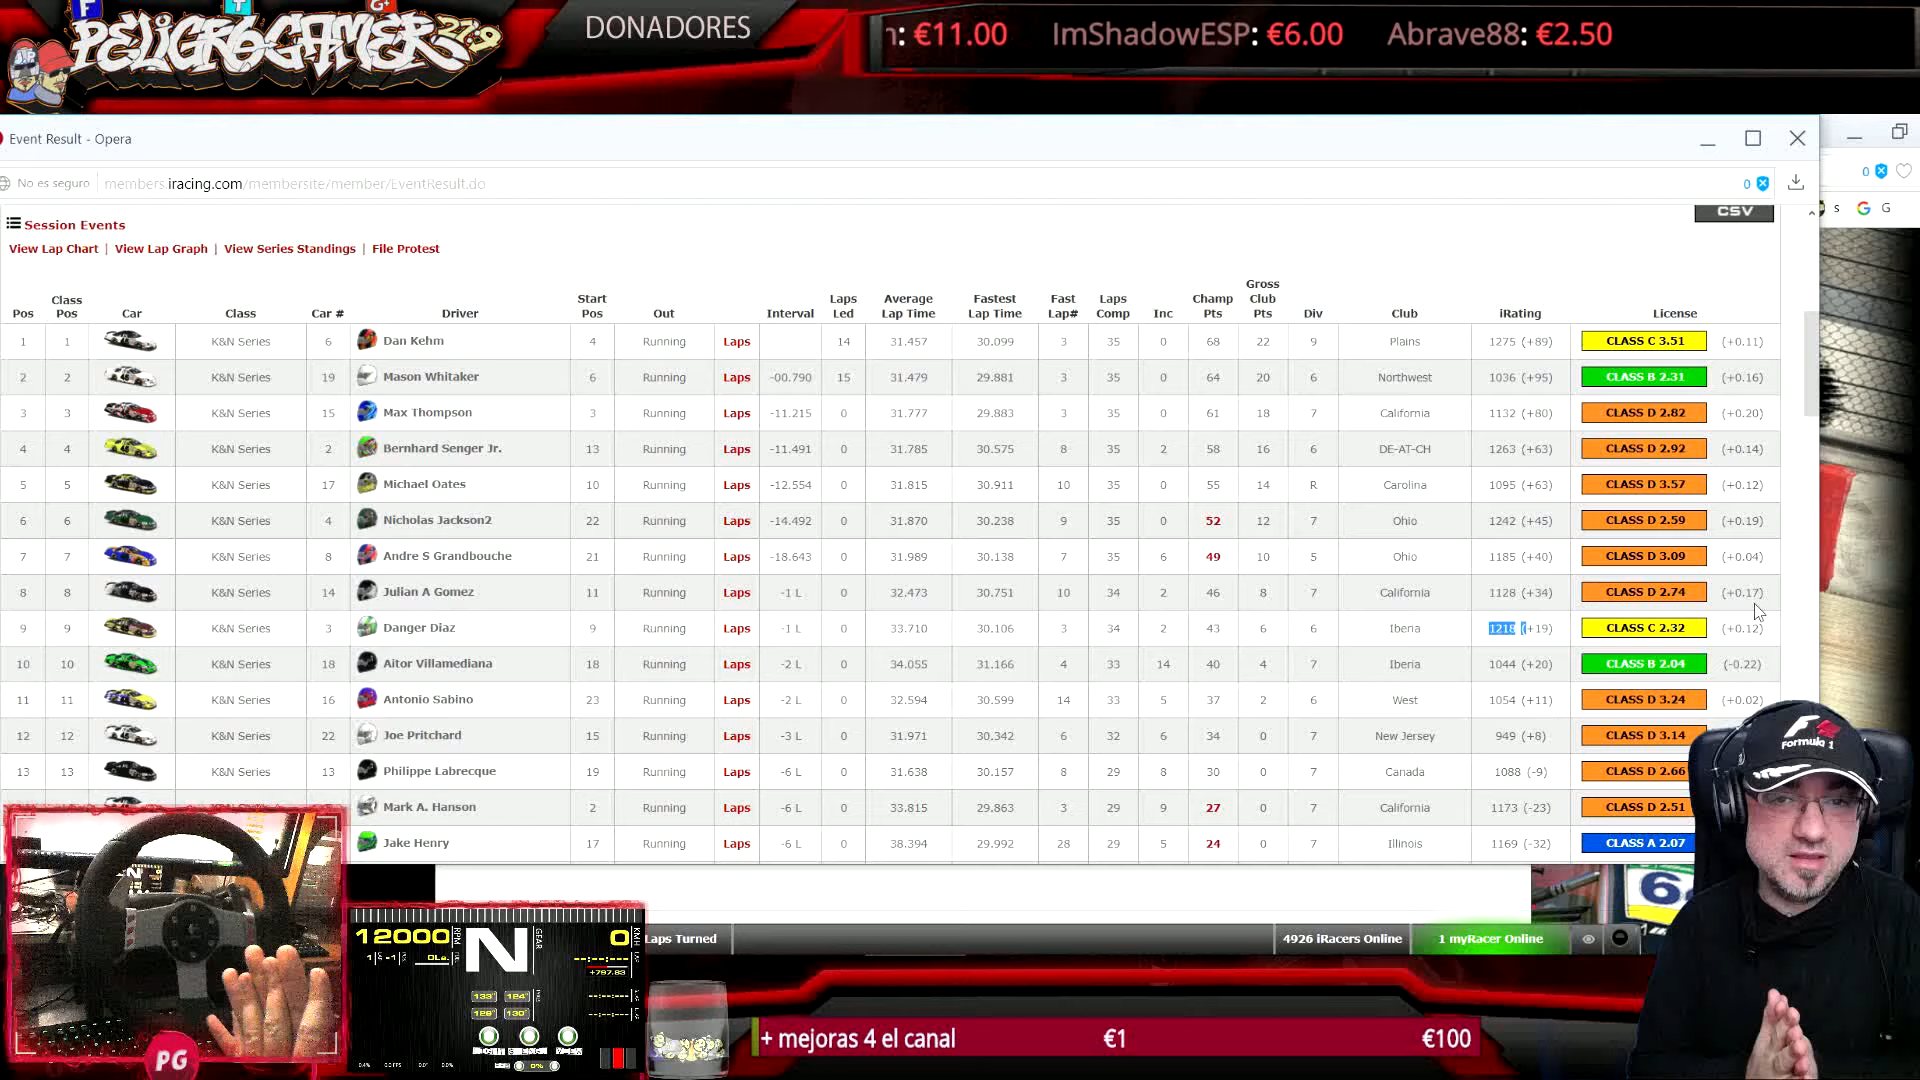 PELIGROGAMER
DONADORES
n: €11.00 ImShadowESP: €6.00 Abrave88: €2.50
Event Result - Opera
No es seguro members.iracing.com/membersite/member/EventResult.do 0
0
s G
CSV
Session Events
View Lap Chart | View Lap Graph | View Series Standings | File Protest
Pos Class Pos Car Class Car # Driver Start Pos Out Interval Laps Led Average Lap Time Fastest Lap Time Fast Lap# Laps Comp Inc Champ Pts Gross Club Pts Div Club iRating License
1 1 K&N Series 6 Dan Kehm 4 Running Laps 14 31.457 30.099 3 35 0 68 22 9 Plains 1275 (+89) CLASS C 3.51 (+0.11)
2 2 K&N Series 19 Mason Whitaker 6 Running Laps -00.790 15 31.479 29.881 3 35 0 64 20 6 Northwest 1036 (+95) CLASS B 2.31 (+0.16)
3 3 K&N Series 15 Max Thompson 3 Running Laps -11.215 0 31.777 29.883 3 35 0 61 18 7 California 1132 (+80) CLASS D 2.82 (+0.20)
4 4 K&N Series 2 Bernhard Senger Jr. 13 Running Laps -11.491 0 31.785 30.575 8 35 2 58 16 6 DE-AT-CH 1263 (+63) CLASS D 2.92 (+0.14)
5 5 K&N Series 17 Michael Oates 10 Running Laps -12.554 0 31.815 30.911 10 35 0 55 14 R Carolina 1095 (+63) CLASS D 3.57 (+0.12)
6 6 K&N Series 4 Nicholas Jackson2 22 Running Laps -14.492 0 31.870 30.238 9 35 0 52 12 7 Ohio 1242 (+45) CLASS D 2.59 (+0.19)
7 7 K&N Series 8 Andre S Grandbouche 21 Running Laps -18.643 0 31.989 30.138 7 35 6 49 10 5 Ohio 1185 (+40) CLASS D 3.09 (+0.04)
8 8 K&N Series 14 Julian A Gomez 11 Running Laps -1 L 0 32.473 30.751 10 34 2 46 8 7 California 1128 (+34) CLASS D 2.74 (+0.17)
9 9 K&N Series 3 Danger Diaz 9 Running Laps -1 L 0 33.710 30.106 3 34 2 43 6 6 Iberia 1218 (+19) CLASS C 2.32 (+0.12)
10 10 K&N Series 18 Aitor Villamediana 18 Running Laps -2 L 0 34.055 31.166 4 33 14 40 4 7 Iberia 1044 (+20) CLASS B 2.04 (-0.22)
11 11 K&N Series 16 Antonio Sabino 23 Running Laps -2 L 0 32.594 30.599 14 33 5 37 2 6 West 1054 (+11) CLASS D 3.24 (+0.02)
12 12 K&N Series 22 Joe Pritchard 15 Running Laps -3 L 0 31.971 30.342 6 32 6 34 0 7 New Jersey 949 (+8) CLASS D 3.14
13 13 K&N Series 13 Philippe Labrecque 19 Running Laps -6 L 0 31.638 30.157 8 29 8 30 0 7 Canada 1088 (-9) CLASS D 2.66
Mark A. Hanson 2 Running Laps -6 L 0 33.815 29.863 3 29 9 27 0 7 California 1173 (-23) CLASS D 2.51
Jake Henry 17 Running Laps -6 L 0 38.394 29.992 28 29 5 24 0 7 Illinois 1169 (-32) CLASS A 2.07
Formula 1
Laps Turned 4926 iRacers Online 1 myRacer Online
12000 RPM N GEAR 0 KMH
+797.83
133° 124°
128° 130°
0%
PG
+ mejoras 4 el canal €1 €100